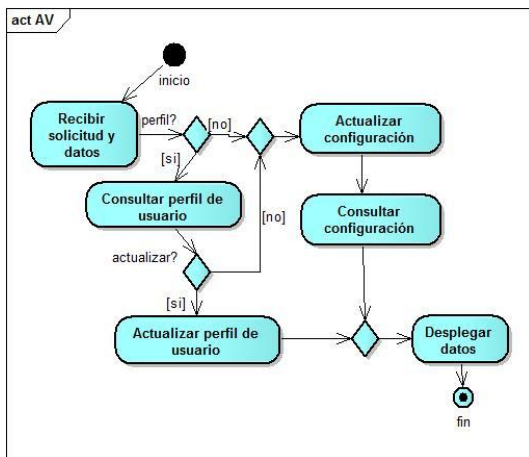 act AV
inicio
Recibir
solicitud y
datos
perfil?
[no]
Actualizar
configuración
[si]
Consultar perfil de
usuario
Consultar
configuración
[no]
actualizar?
[si]
Actualizar perfil de
usuario
Desplegar
datos
fin